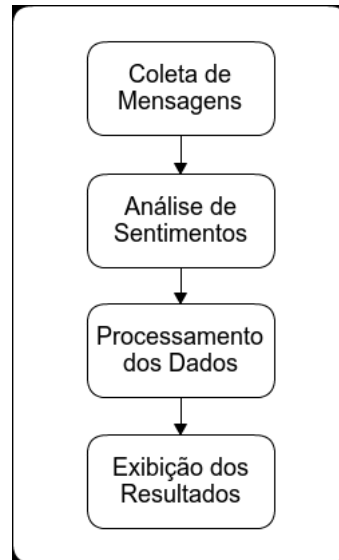 Coleta de
Mensagens
Análise de
Sentimentos
Processamento
dos Dados
Exibição dos
Resultados